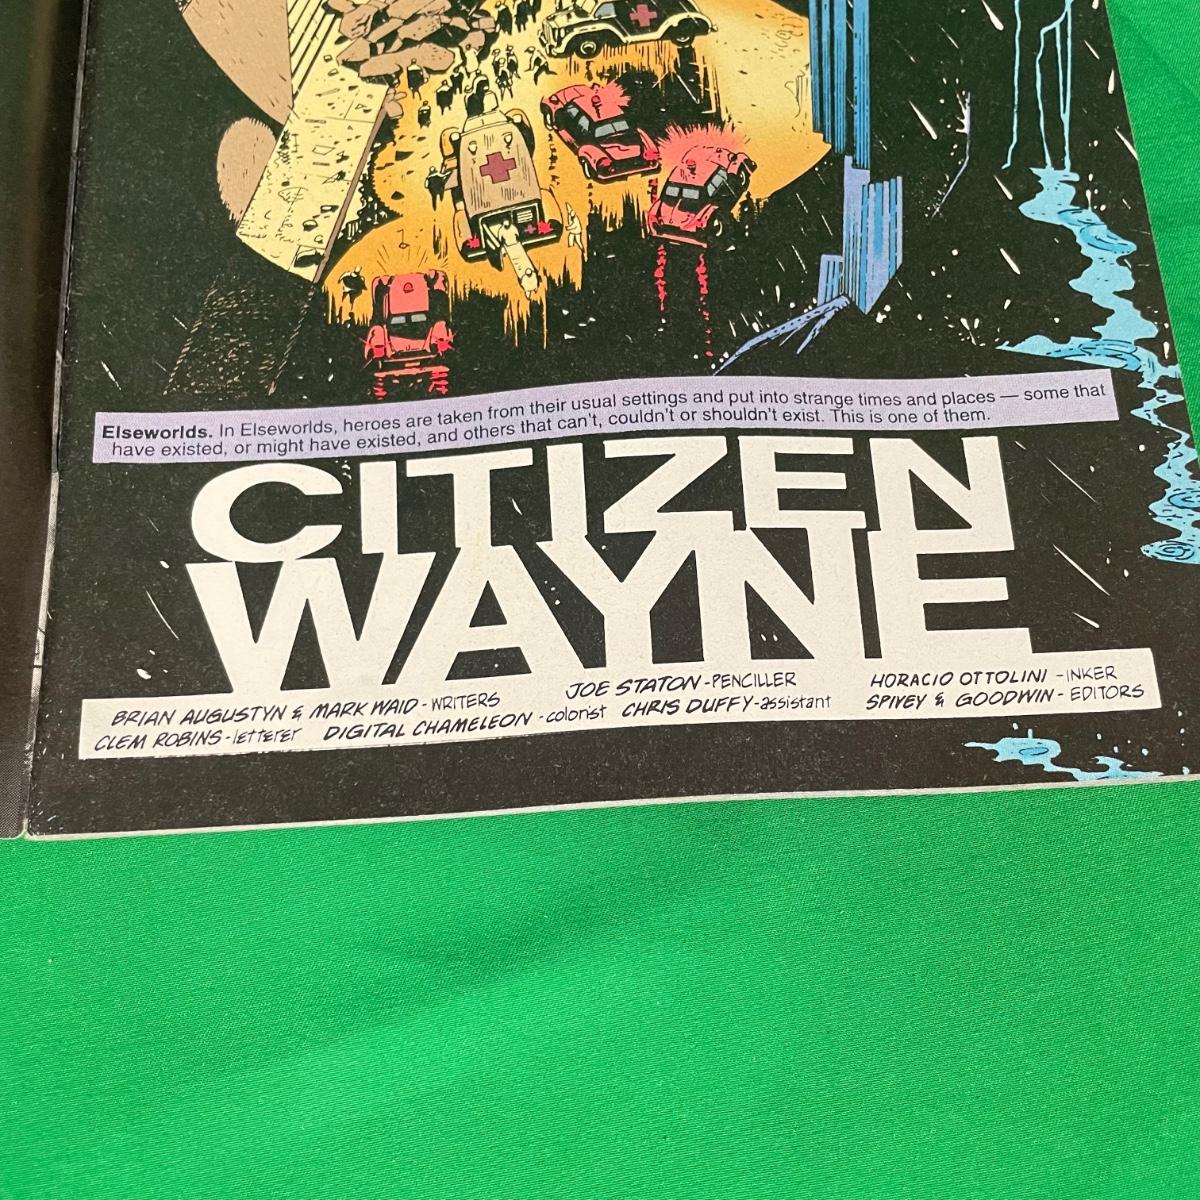 Elseworlds. In Elseworlds, heroes are taken from their usual settings and put into strange times and places — some that
have existed, or might have existed, and others that can't, couldn't or shouldn't exist. This is one of them.
CITIZEN
WAYNE
BRIAN AUGUSTYN & MARK WAID - WRITERS
JOE STATON - PENCILLER
HORACIO OTTOLINI - INKER
CLEM ROBINS - letterer
DIGITAL CHAMELEON - colorist
CHRIS DUFFY - assistant
SPIVEY & GOODWIN - EDITORS